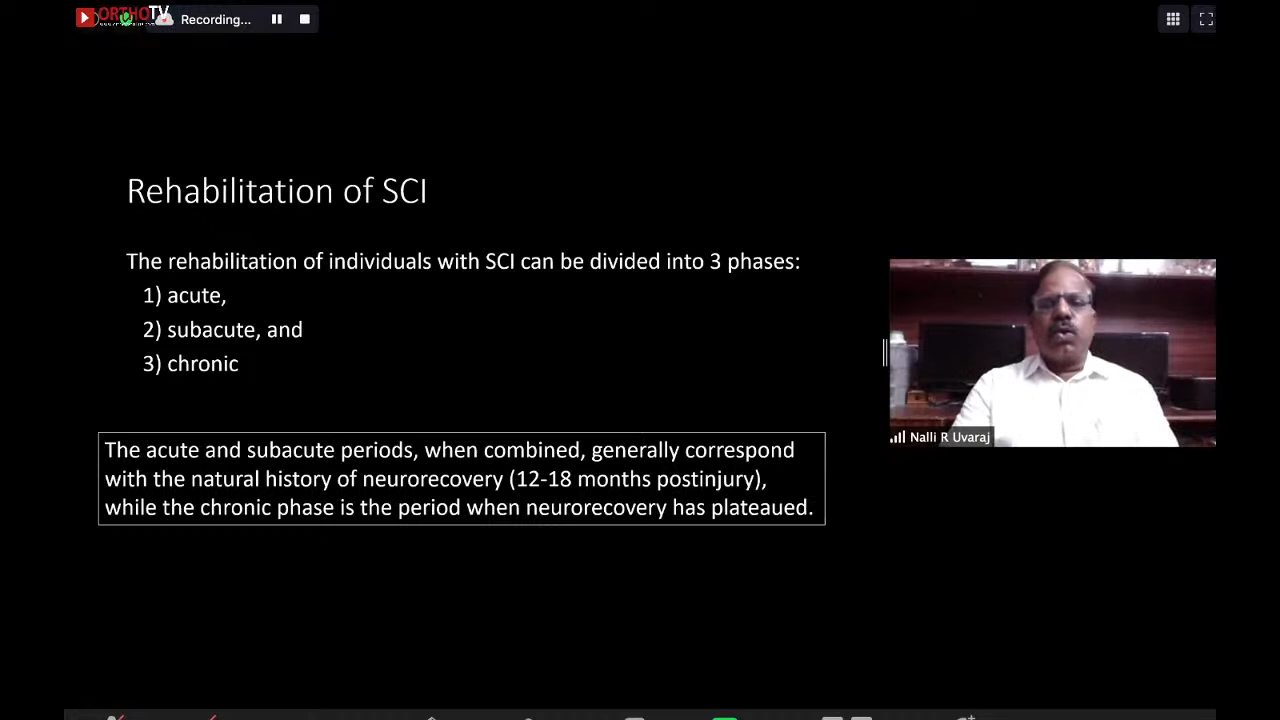 ORTHOTV
Recording...
Rehabilitation of SCI
The rehabilitation of individuals with SCI can be divided into 3 phases:
1) acute,
2) subacute, and
3) chronic
Nalli R Uvaraj
The acute and subacute periods, when combined, generally correspond
with the natural history of neurorecovery (12-18 months postinjury),
while the chronic phase is the period when neurorecovery has plateaued.